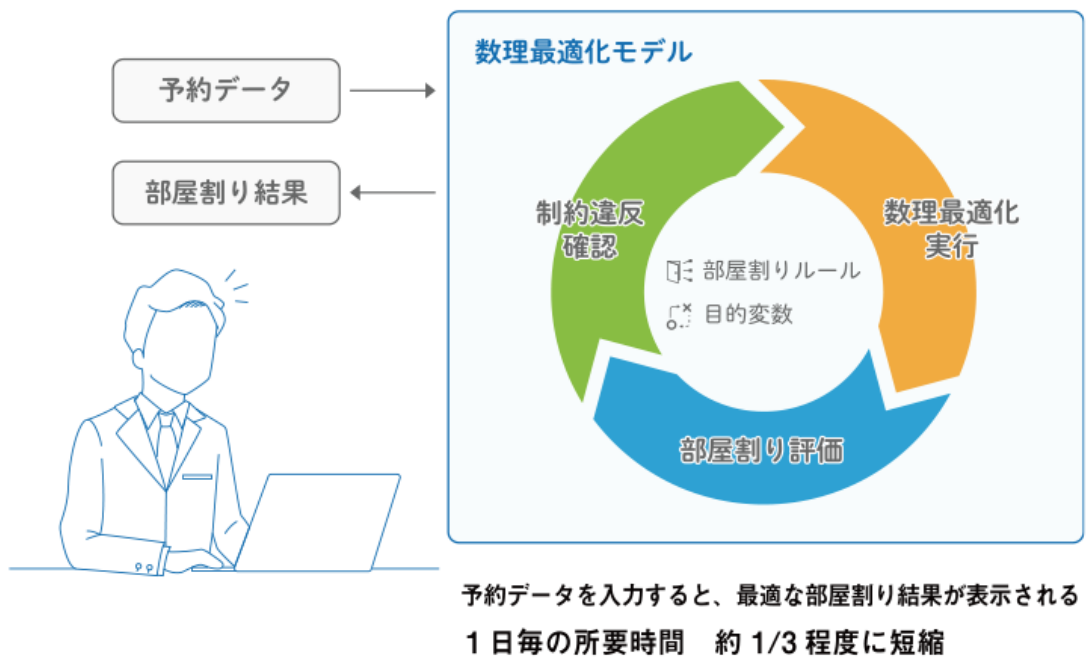 数理最適化モデル
予約データ
部屋割り結果
制約違反
確認
数理最適化
実行
部屋割りルール
目的変数
部屋割り評価
予約データを入力すると、最適な部屋割り結果が表示される
1日毎の所要時間　約 1/3 程度に短縮